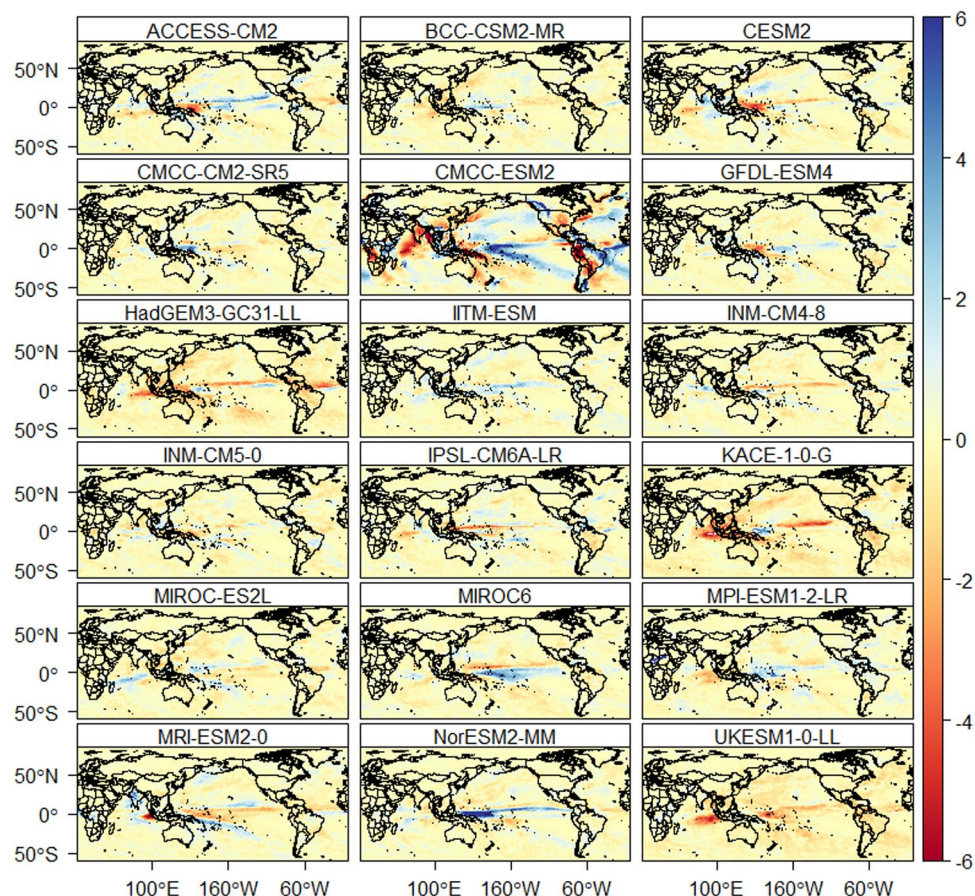 ACCESS-CM2 BCC-CSM2-MR CESM2 6
50°N
0°
50°S
4
CMCC-CM2-SR5 CMCC-ESM2 GFDL-ESM4
50°N
0°
50°S
2
HadGEM3-GC31-LL IITM-ESM INM-CM4-8
50°N
0°
50°S
0
INM-CM5-0 IPSL-CM6A-LR KACE-1-0-G
50°N
0°
50°S
-2
MIROC-ES2L MIROC6 MPI-ESM1-2-LR
50°N
0°
50°S
-4
MRI-ESM2-0 NorESM2-MM UKESM1-0-LL
50°N
0°
50°S
-6
100°E 160°W 60°W 100°E 160°W 60°W 100°E 160°W 60°W